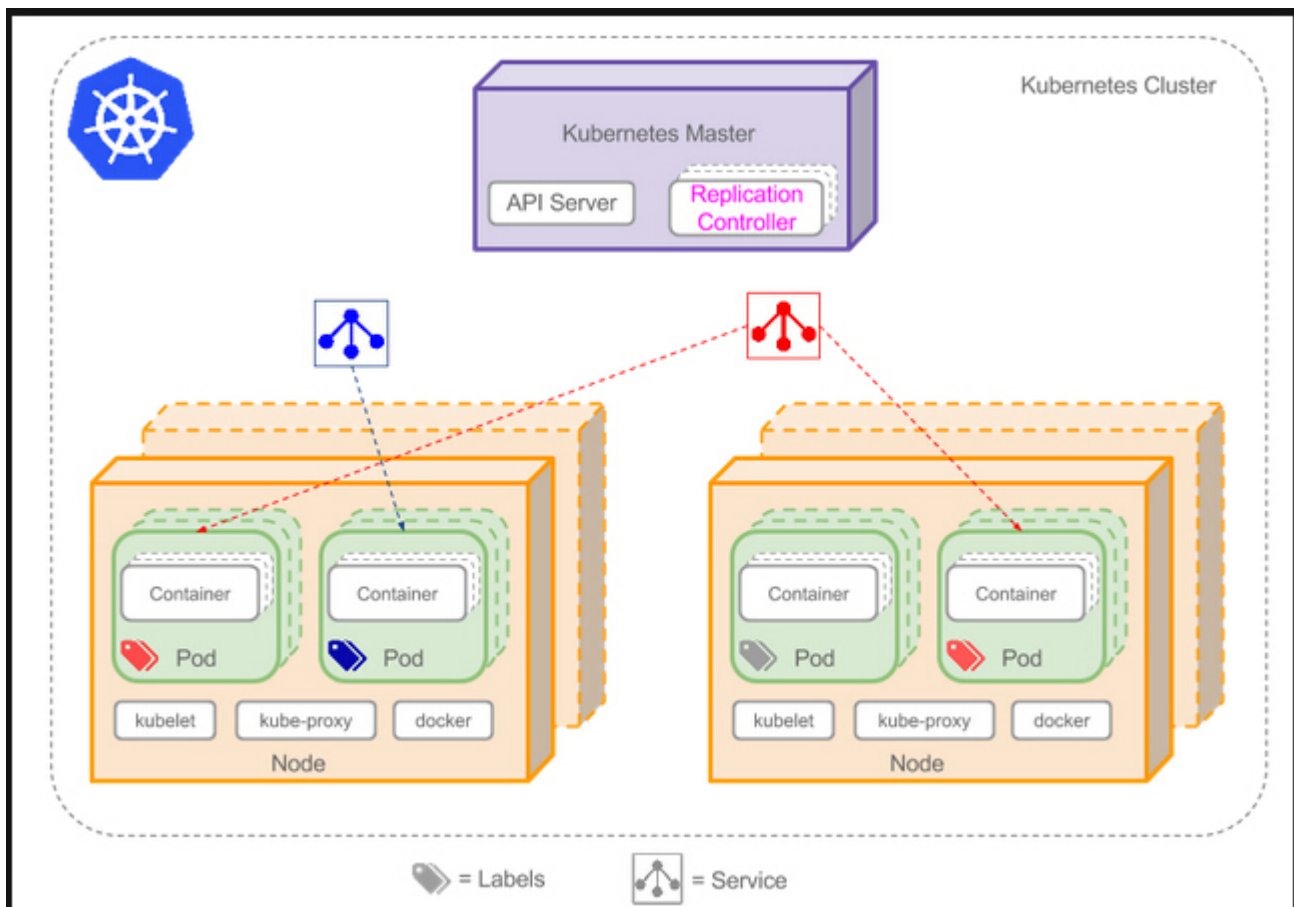 Kubernetes Cluster
Kubernetes Master
API Server
Replication
Controller
Container
Container
Container
Container
Pod
Pod
Pod
Pod
kubelet
kube-proxy
docker
kubelet
kube-proxy
docker
Node
Node
= Labels
= Service